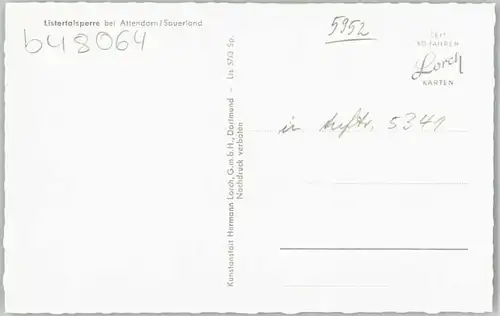 Listertalsperre bei Attendorn/Sauerland
b48064
5952
SEIT
50 JAHREN
Lorch
KARTEN
in 5341
Kunstanstalt Hermann Lorch, G.m.b.H., Dortmund - Lis 57/3 Sp.
Nachdruck verboten